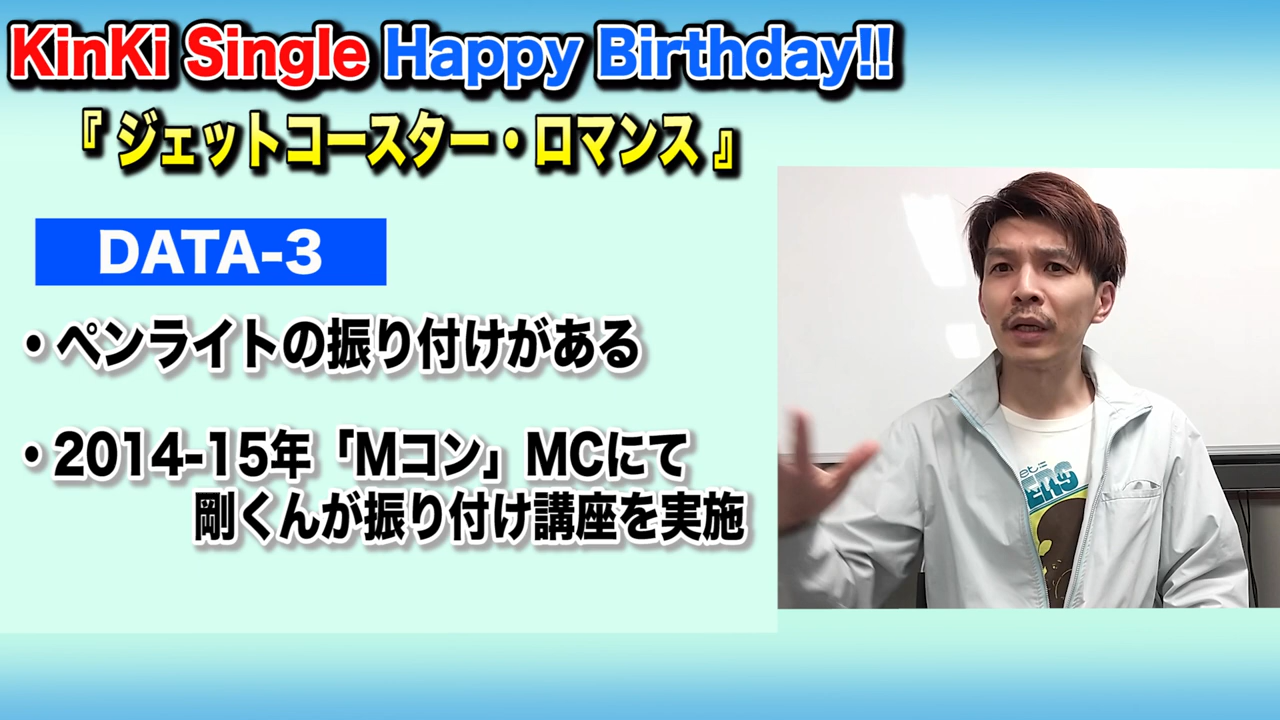 KinKi Single Happy Birthday!!
『 ジェットコースター・ロマンス 』
DATA-3
・ペンライトの振り付けがある
・2014-15年「Mコン」MCにて
剛くんが振り付け講座を実施